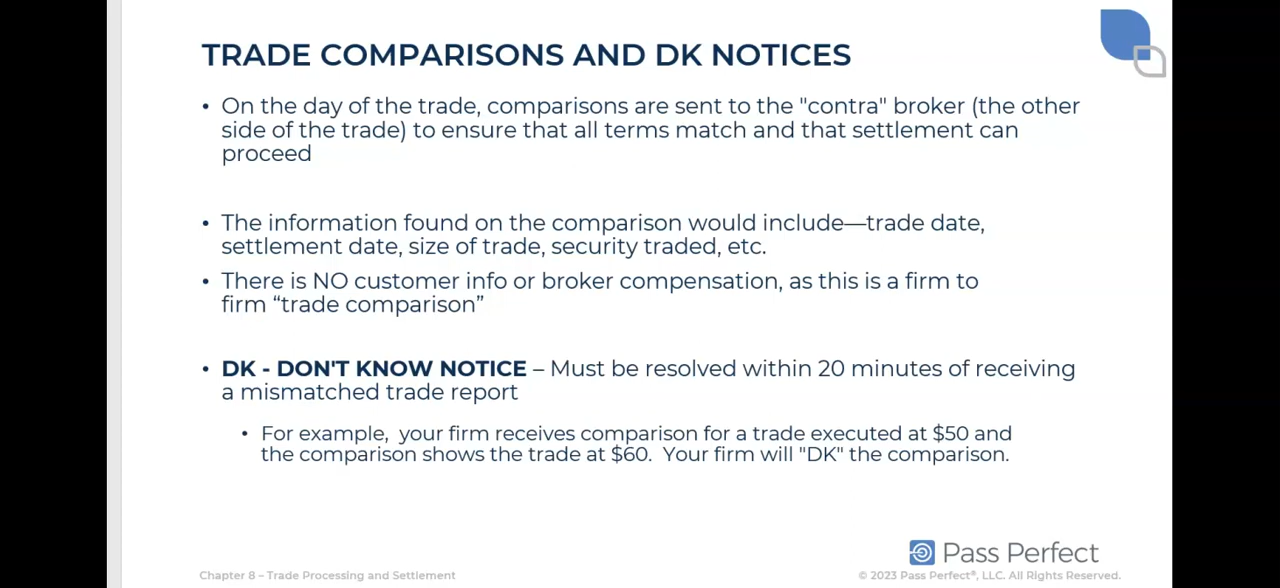 TRADE COMPARISONS AND DK NOTICES
• On the day of the trade, comparisons are sent to the "contra" broker (the other
side of the trade) to ensure that all terms match and that settlement can
proceed
• The information found on the comparison would include—trade date,
settlement date, size of trade, security traded, etc.
• There is NO customer info or broker compensation, as this is a firm to
firm “trade comparison”
• DK - DON'T KNOW NOTICE – Must be resolved within 20 minutes of receiving
a mismatched trade report
• For example,  your firm receives comparison for a trade executed at $50 and
the comparison shows the trade at $60.  Your firm will "DK" the comparison.
Pass Perfect
Chapter 8 – Trade Processing and Settlement
© 2023 Pass Perfect®, LLC. All Rights Reserved.